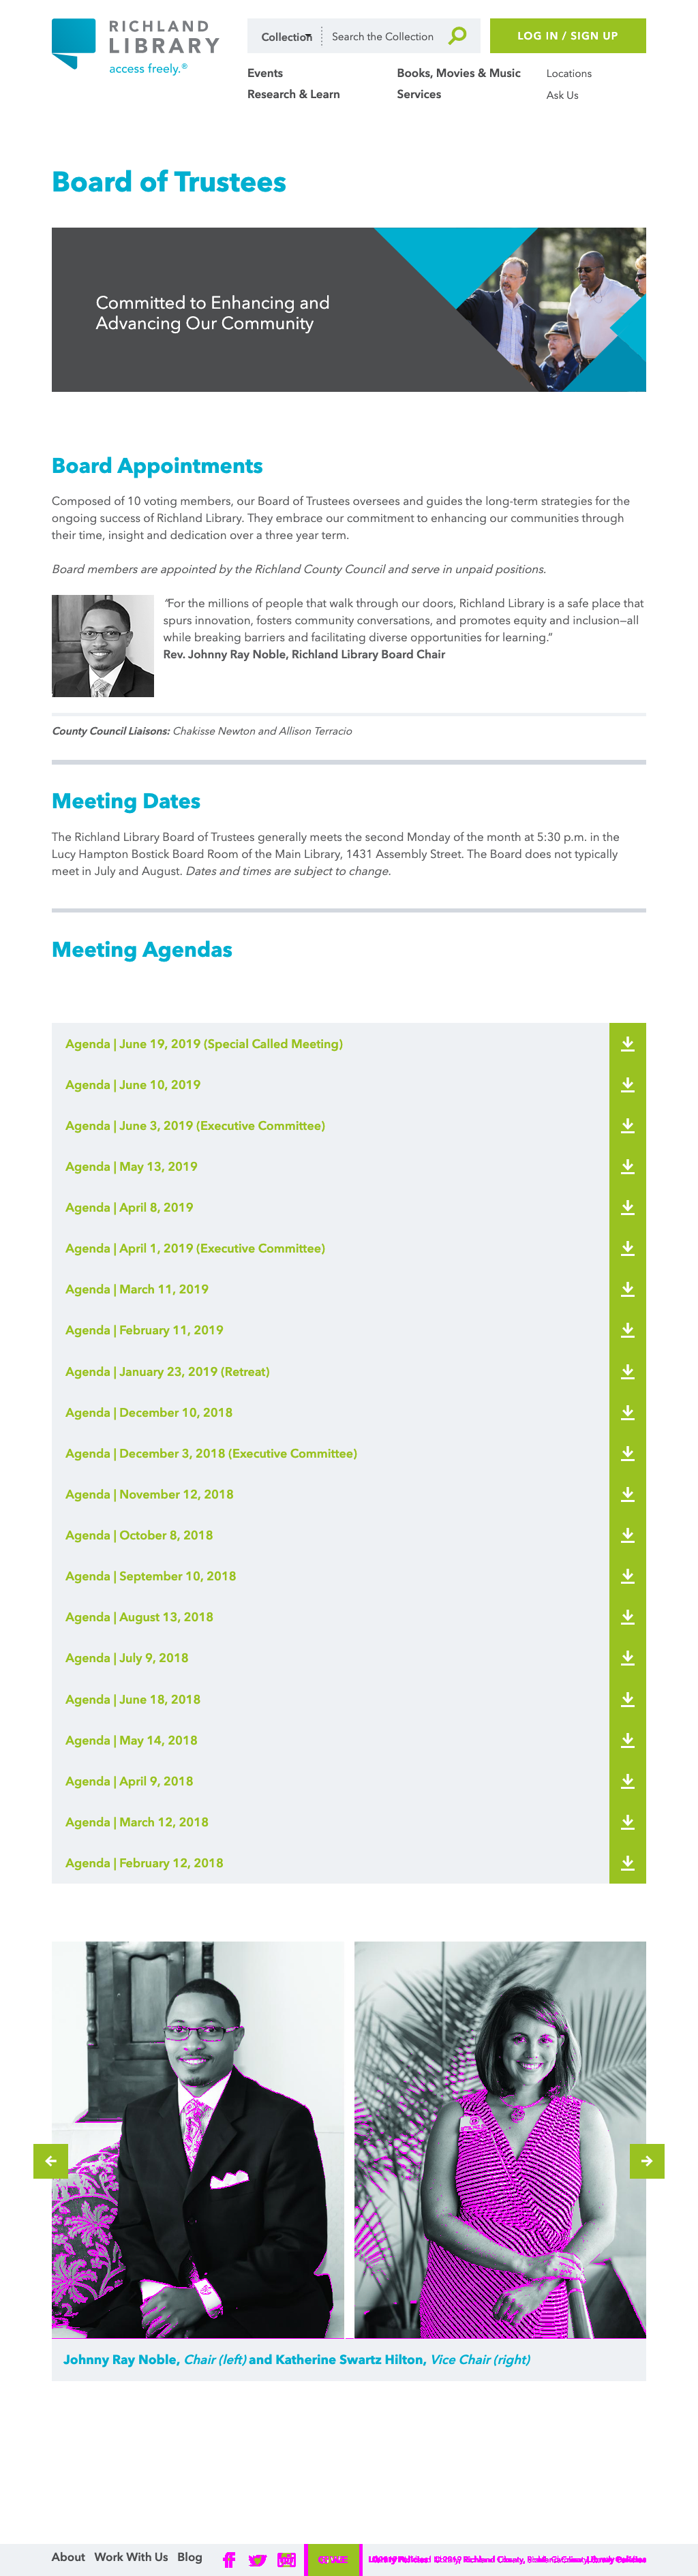 RICHLAND
LIBRARY
access freely.®
Collection
Search the Collection
LOG IN / SIGN UP
Events
Books, Movies & Music
Locations
Research & Learn
Services
Ask Us
Board of Trustees
Committed to Enhancing and
Advancing Our Community
Board Appointments
Composed of 10 voting members, our Board of Trustees oversees and guides the long-term strategies for the
ongoing success of Richland Library. They embrace our commitment to enhancing our communities through
their time, insight and dedication over a three year term.
Board members are appointed by the Richland County Council and serve in unpaid positions.
“For the millions of people that walk through our doors, Richland Library is a safe place that
spurs innovation, fosters community conversations, and promotes equity and inclusion—all
while breaking barriers and facilitating diverse opportunities for learning.”
Rev. Johnny Ray Noble, Richland Library Board Chair
County Council Liaisons: Chakisse Newton and Allison Terracio
Meeting Dates
The Richland Library Board of Trustees generally meets the second Monday of the month at 5:30 p.m. in the
Lucy Hampton Bostick Board Room of the Main Library, 1431 Assembly Street. The Board does not typically
meet in July and August. Dates and times are subject to change.
Meeting Agendas
Agenda | June 19, 2019 (Special Called Meeting)
Agenda | June 10, 2019
Agenda | June 3, 2019 (Executive Committee)
Agenda | May 13, 2019
Agenda | April 8, 2019
Agenda | April 1, 2019 (Executive Committee)
Agenda | March 11, 2019
Agenda | February 11, 2019
Agenda | January 23, 2019 (Retreat)
Agenda | December 10, 2018
Agenda | December 3, 2018 (Executive Committee)
Agenda | November 12, 2018
Agenda | October 8, 2018
Agenda | September 10, 2018
Agenda | August 13, 2018
Agenda | July 9, 2018
Agenda | June 18, 2018
Agenda | May 14, 2018
Agenda | April 9, 2018
Agenda | March 12, 2018
Agenda | February 12, 2018
Johnny Ray Noble, Chair (left) and Katherine Swartz Hilton, Vice Chair (right)
About
Work With Us
Blog